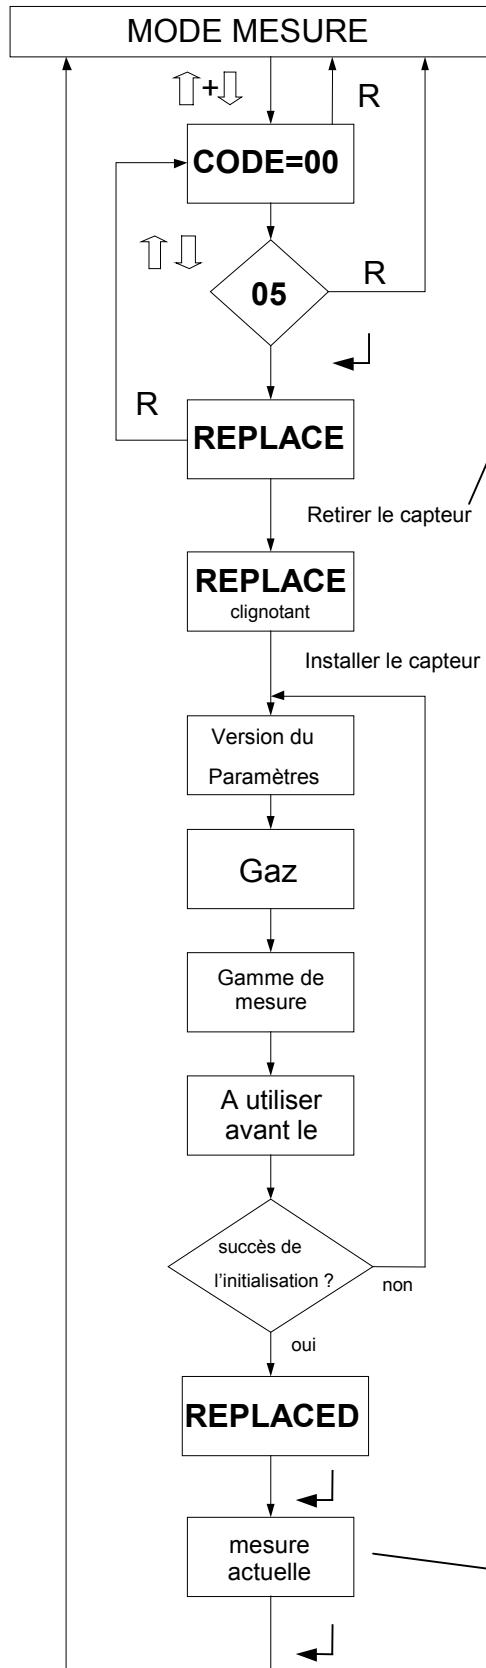 MODE MESURE
+
R
CODE=00
05
R
R
REPLACE
Retirer le capteur
REPLACE
clignotant
Installer le capteur
Version du
Paramètres
Gaz
Gamme de
mesure
A utiliser
avant le
succès de
l'initialisation ?
non
oui
REPLACED
mesure
actuelle